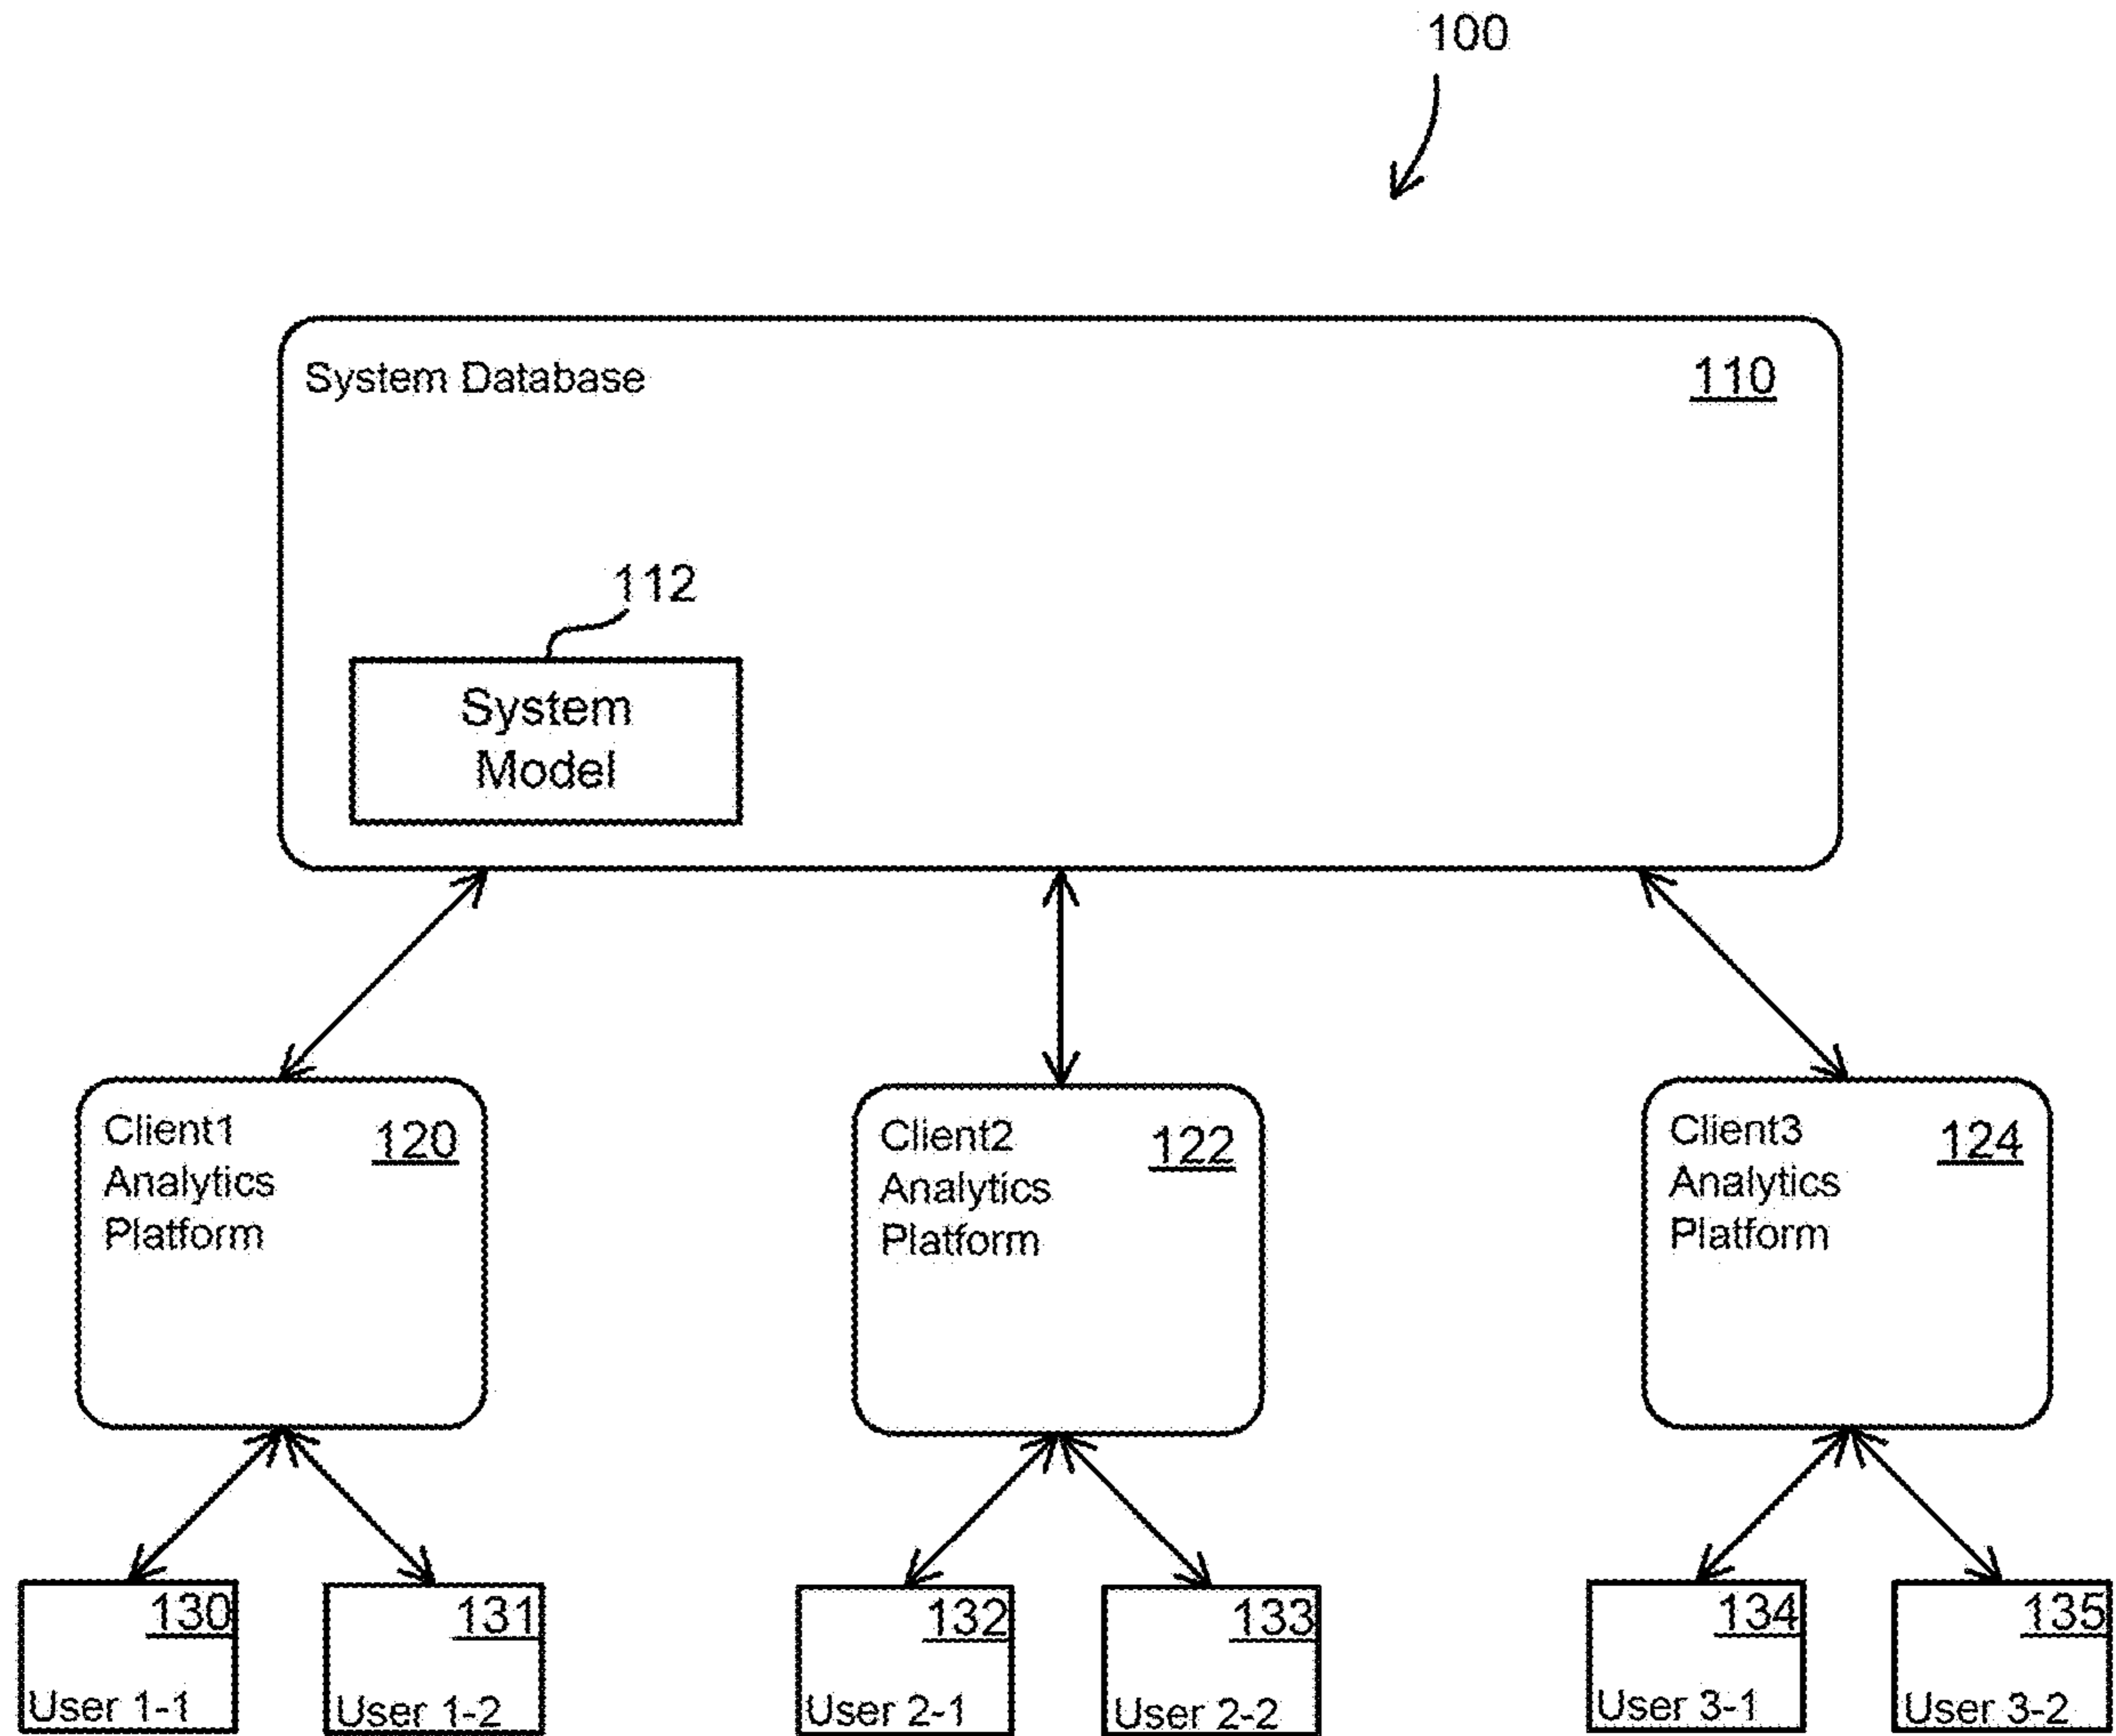 100
System Database
110
112
System
Model
Client1
Analytics
Platform
120
Client2
Analytics
Platform
122
Client3
Analytics
Platform
124
130
User 1-1
131
User 1-2
132
User 2-1
133
User 2-2
134
User 3-1
135
User 3-2